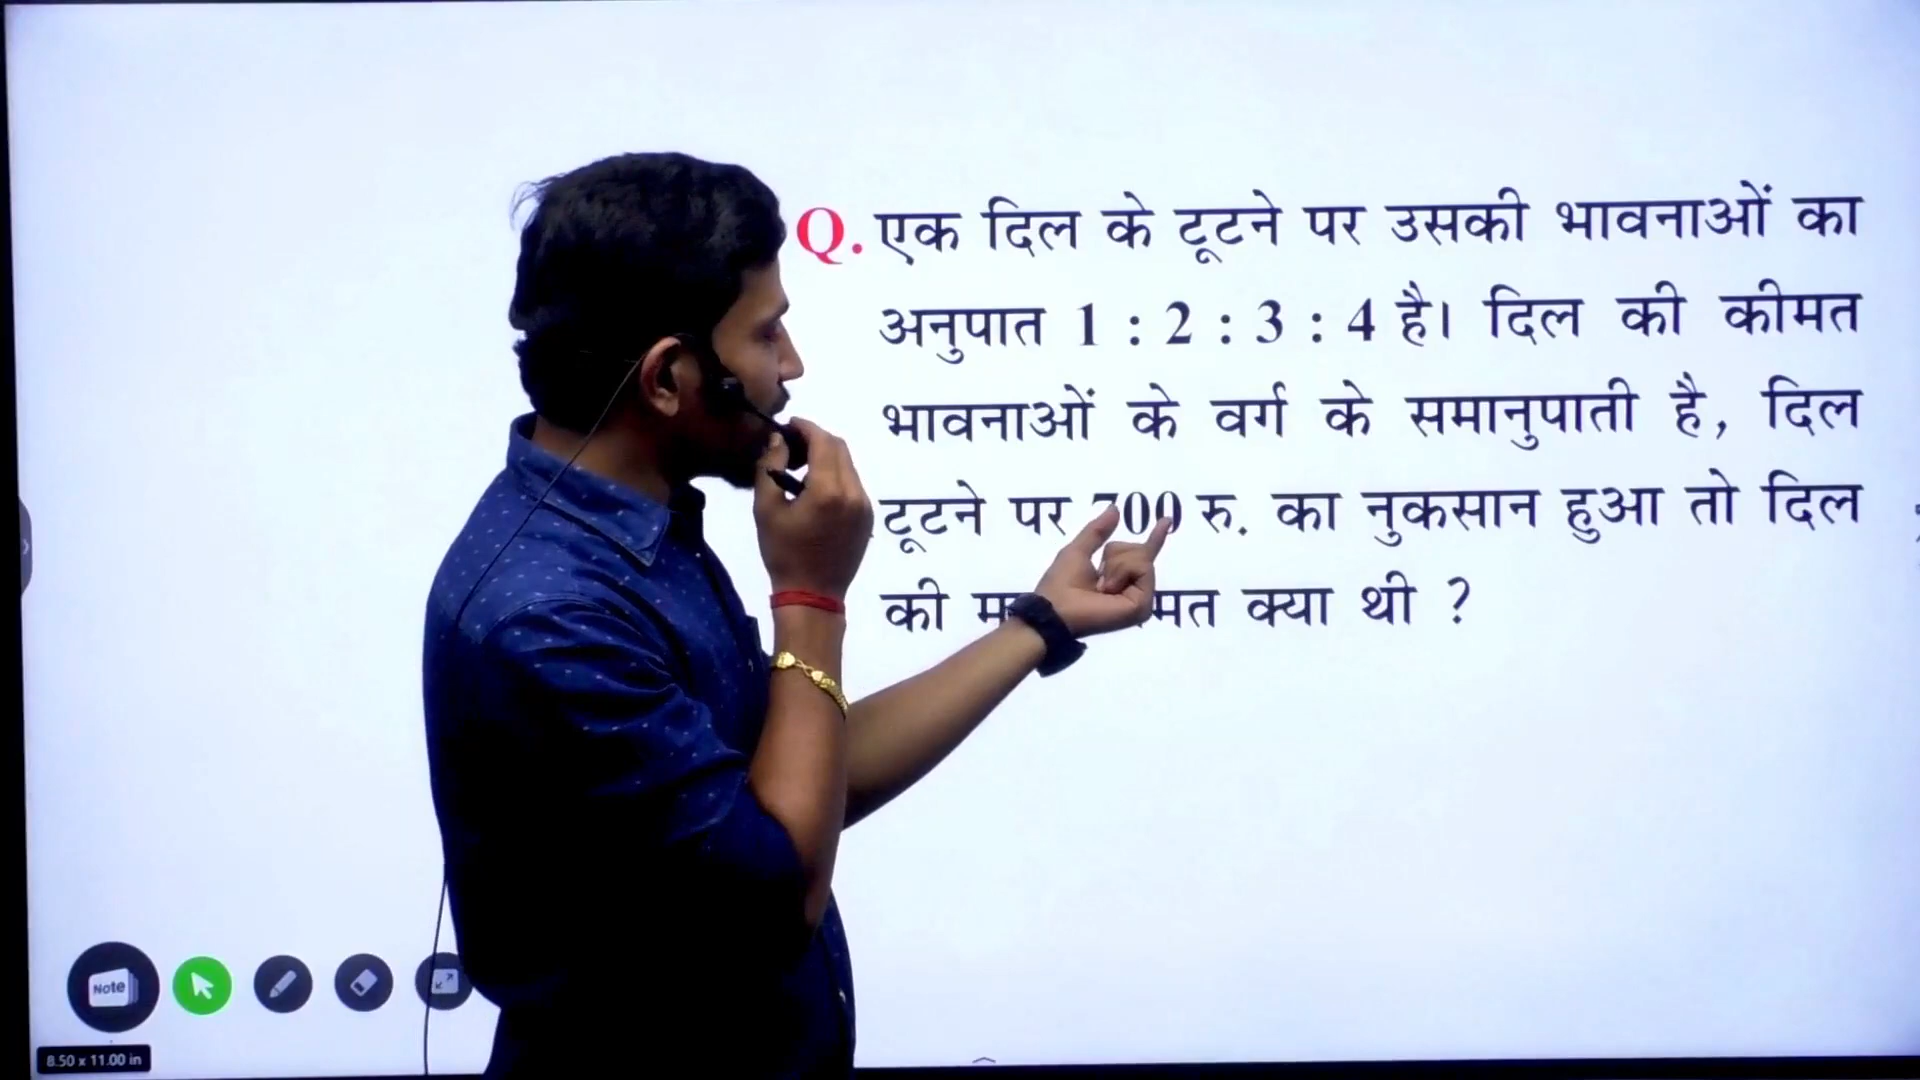 Q. एक दिल के टूटने पर उसकी भावनाओं का
अनुपात 1 : 2 : 3 : 4 है। दिल की कीमत
भावनाओं के वर्ग के समानुपाती है, दिल
टूटने पर 700 रु. का नुकसान हुआ तो दिल
की क्या थी ?
Note
8.50 x 11.00 in